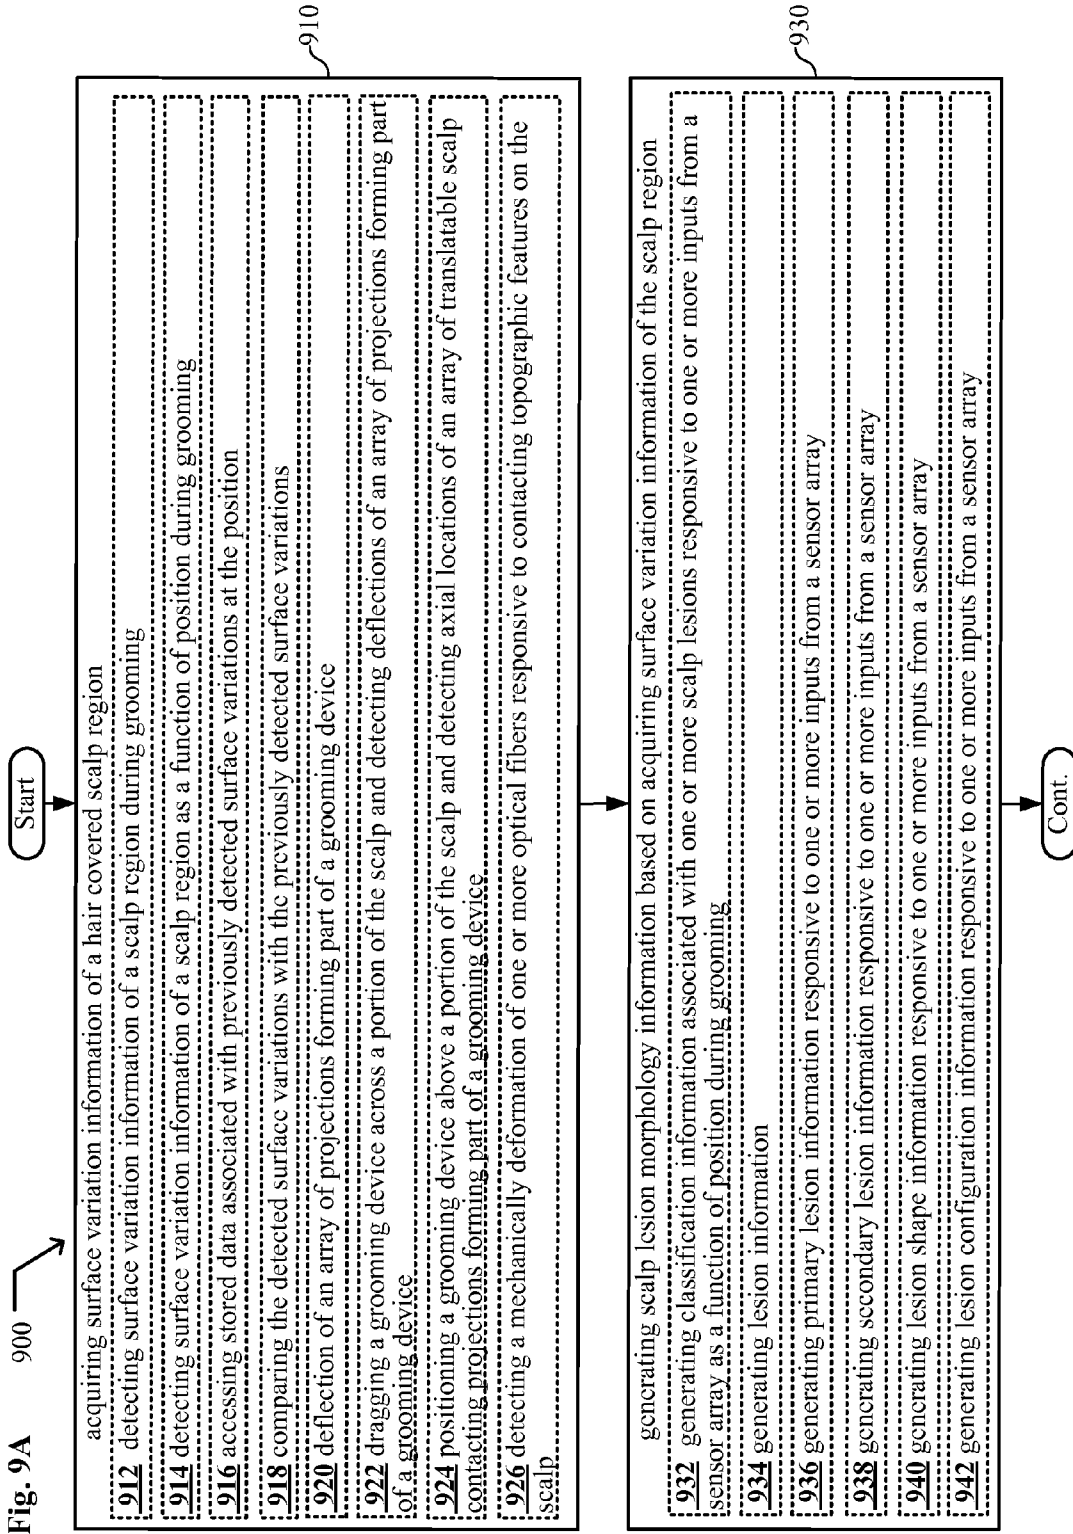 Fig. 9A
900
Start
910
acquiring surface variation information of a hair covered scalp region
912 detecting surface variation information of a scalp region during grooming
914 detecting surface variation information of a scalp region as a function of position during grooming
916 accessing stored data associated with previously detected surface variations at the position
918 comparing the detected surface variations with the previously detected surface variations
920 deflection of an array of projections forming part of a grooming device
922 dragging a grooming device across a portion of the scalp and detecting deflections of an array of projections forming part
of a grooming device
924 positioning a grooming device above a portion of the scalp and detecting axial locations of an array of translatable scalp
contacting projections forming part of a grooming device
926 detecting a mechanically deformation of one or more optical fibers responsive to contacting topographic features on the
scalp
930
generating scalp lesion morphology information based on acquiring surface variation information of the scalp region
932 generating classification information associated with one or more scalp lesions responsive to one or more inputs from a
sensor array as a function of position during grooming
934 generating lesion information
936 generating primary lesion information responsive to one or more inputs from a sensor array
938 generating secondary lesion information responsive to one or more inputs from a sensor array
940 generating lesion shape information responsive to one or more inputs from a sensor array
942 generating lesion configuration information responsive to one or more inputs from a sensor array
Cont.